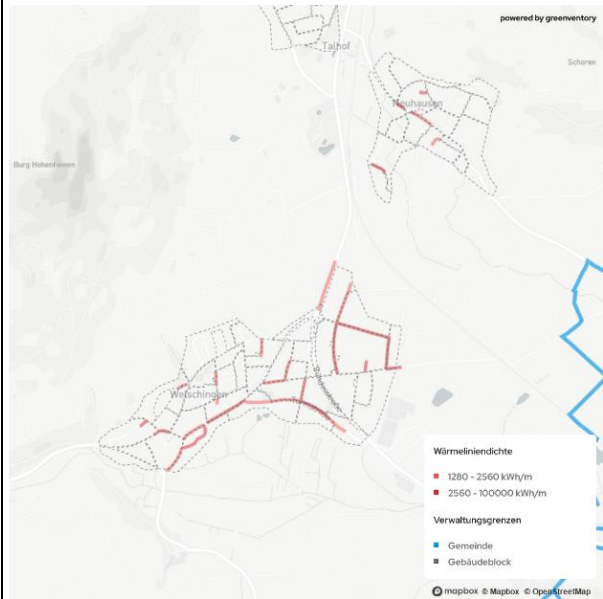 powered by greenventory
Talhof
Schoren
Neuhausen
Burg Hohenhewen
Welschingen
Wärmeliniendichte
1280 - 2560 kWh/m
2560 - 100000 kWh/m
Verwaltungsgrenzen
Gemeinde
Gebäudeblock
mapbox © Mapbox © OpenStreetMap